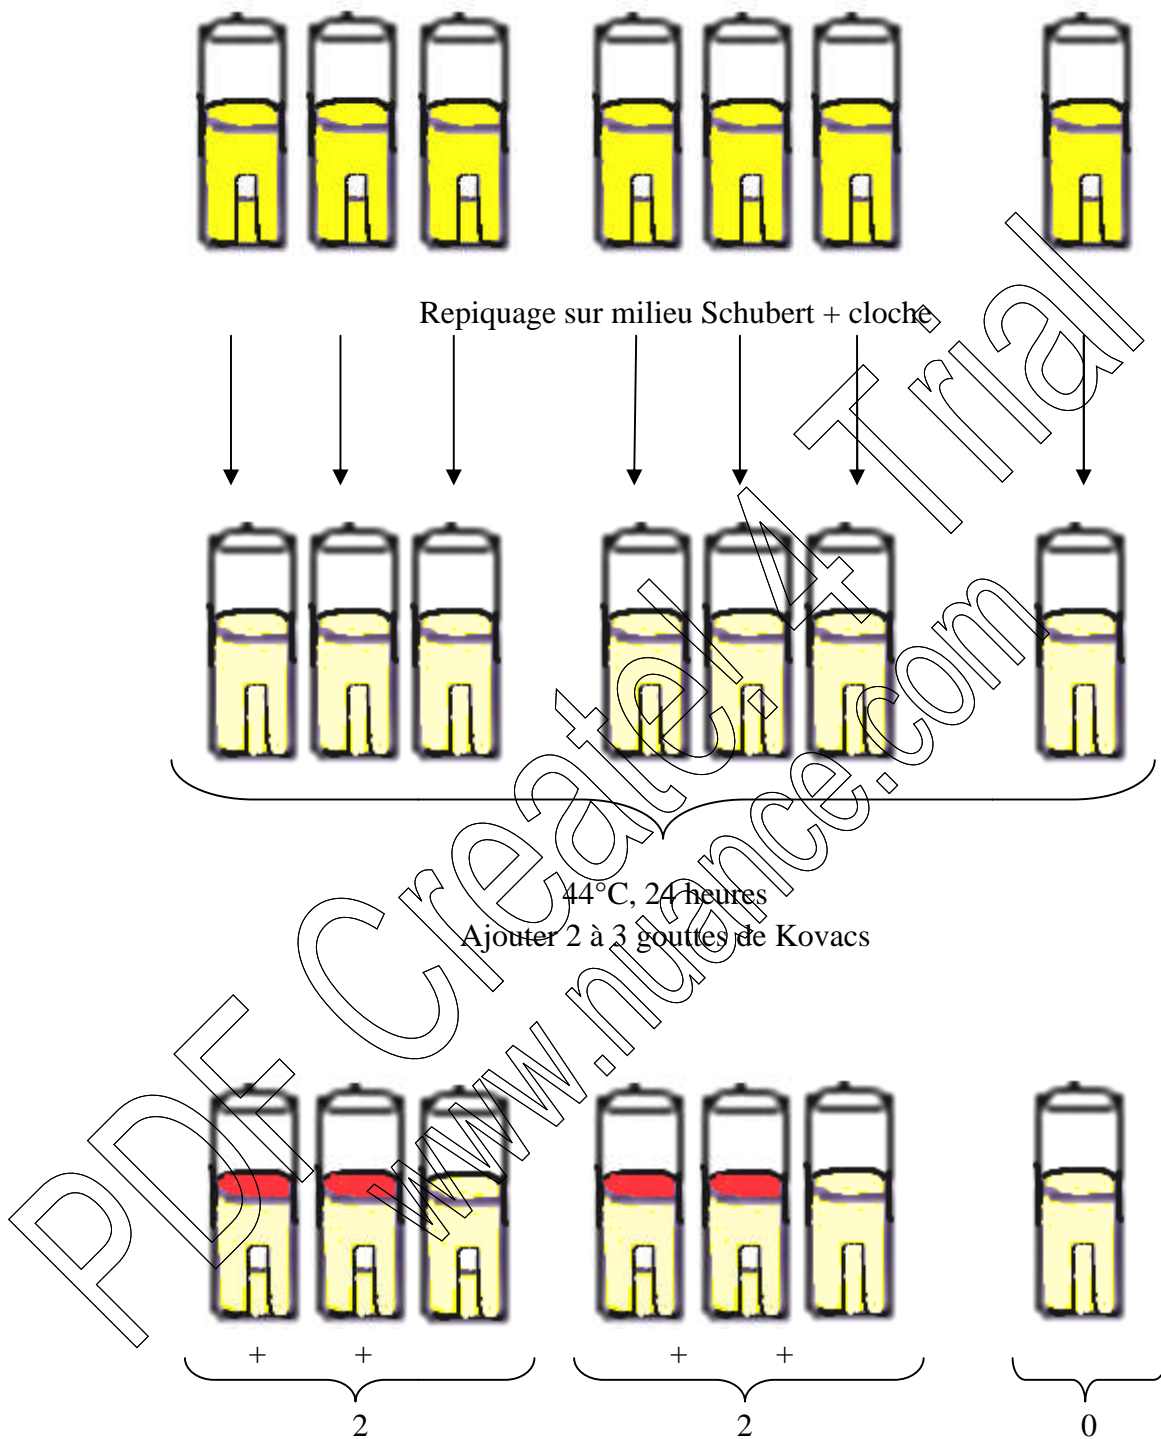 Repiquage sur milieu Schubert + cloche
44°C, 24 heures
Ajouter 2 à 3 gouttes de Kovacs
+ + + +
2 2 0
PDF Create! 4 Trial
www.nuance.com